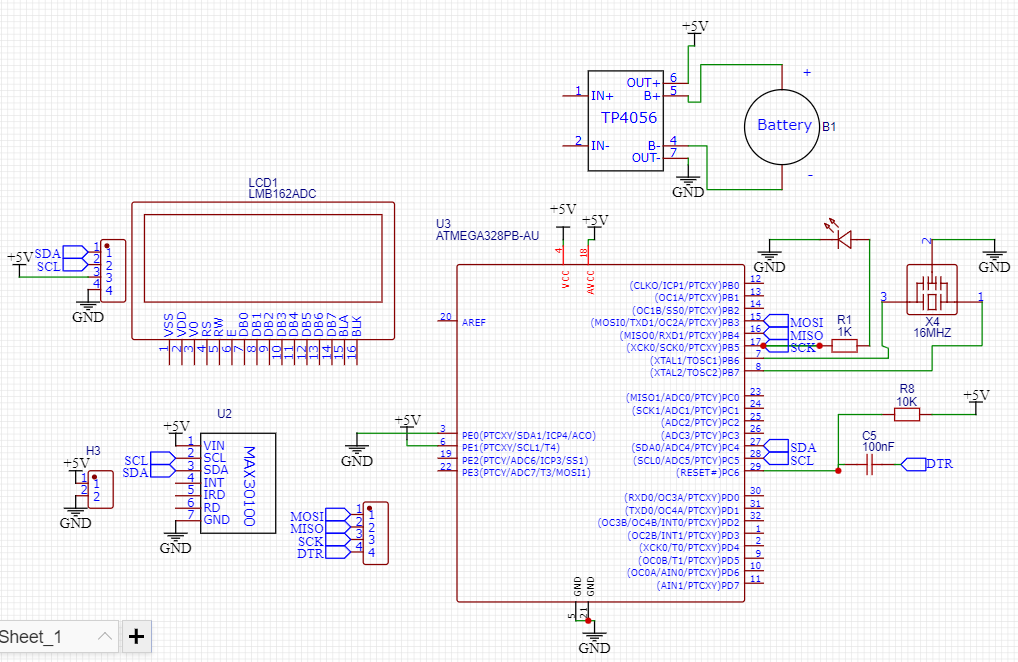 +5V
OUT+ 6
1 IN+ B+ 5
TP4056
2 IN- B- 4
OUT- 7
GND
+
Battery B1
-
LCD1
LMB162ADC
+5V
SDA 1 1
SCL 2 2
3 3
4 4
GND
VSS VDD V0 RS RW E DB0 DB1 DB2 DB3 DB4 DB5 DB6 DB7 BLA BLK
1 2 3 4 5 6 7 8 9 10 11 12 13 14 15 16
U3
ATMEGA328PB-AU
+5V
+5V
4 18
VCC AVCC
20 AREF
3 PE0(PTCXY/SDA1/ICP4/ACO)
6 PE1(PTCXY/SCL1/T4)
19 PE2(PTCY/ADC6/ICP3/SS1)
22 PE3(PTCY/ADC7/T3/MOSI1)
+5V
GND
(CLKO/ICP1/PTCXY)PB0 12
(OC1A/PTCXY)PB1 13
(OC1B/SS0/PTCXY)PB2 14
(MOSI0/TXD1/OC2A/PTCXY)PB3 15 MOSI
(MISO0/RXD1/PTCXY)PB4 16 MISO
(XCK0/SCK0/PTCXY)PB5 17 SCK
(XTAL1/TOSC1)PB6 7
(XTAL2/TOSC2)PB7 8
(MISO1/ADC0/PTCY)PC0 23
(SCK1/ADC1/PTCY)PC1 24
(ADC2/PTCY)PC2 25
(ADC3/PTCY)PC3 26
(SDA0/ADC4/PTCY)PC4 27 SDA
(SCL0/ADC5/PTCY)PC5 28 SCL
(RESET#)PC6 29
(RXD0/OC3A/PTCXY)PD0 30
(TXD0/OC4A/PTCXY)PD1 31
(OC3B/OC4B/INT0/PTCXY)PD2 32
(OC2B/INT1/PTCXY)PD3 1
(XCK0/T0/PTCXY)PD4 2
(OC0B/T1/PTCXY)PD5 9
(OC0A/AIN0/PTCXY)PD6 10
(AIN1/PTCXY)PD7 11
GND GND
5 21
GND
GND
R1
1K
2
GND
3 1
X4
16MHZ
R8
10K
+5V
C5
100nF
DTR
U2
+5V
1 VIN
SCL 2 SCL
SDA 3 SDA
4 INT
5 IRD
6 RD
7 GND
MAX30100
GND
H3
+5V
1 1
2 2
GND
MOSI 1 1
MISO 2 2
SCK 3 3
DTR 4 4
Sheet_1
+